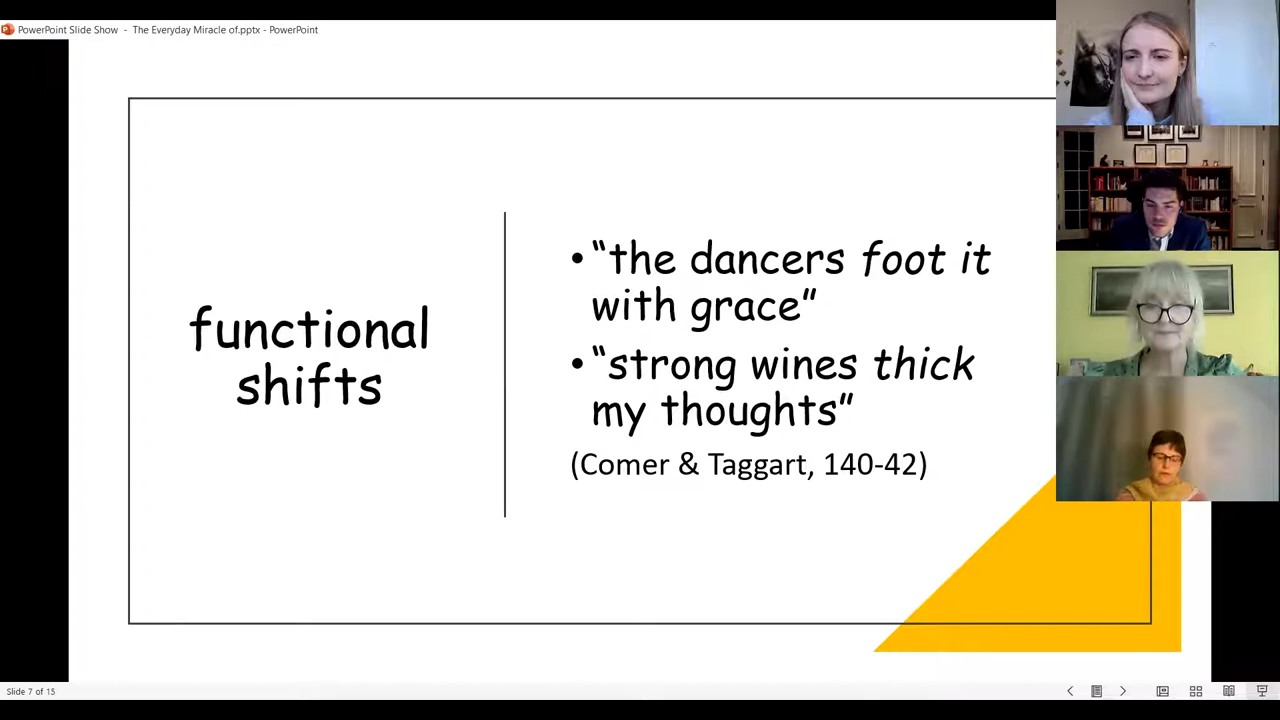 PowerPoint Slide Show - The Everyday Miracle of.pptx - PowerPoint
functional
shifts
•“the dancers foot it
with grace”
•“strong wines thick
my thoughts”
(Comer & Taggart, 140-42)
Slide 7 of 15